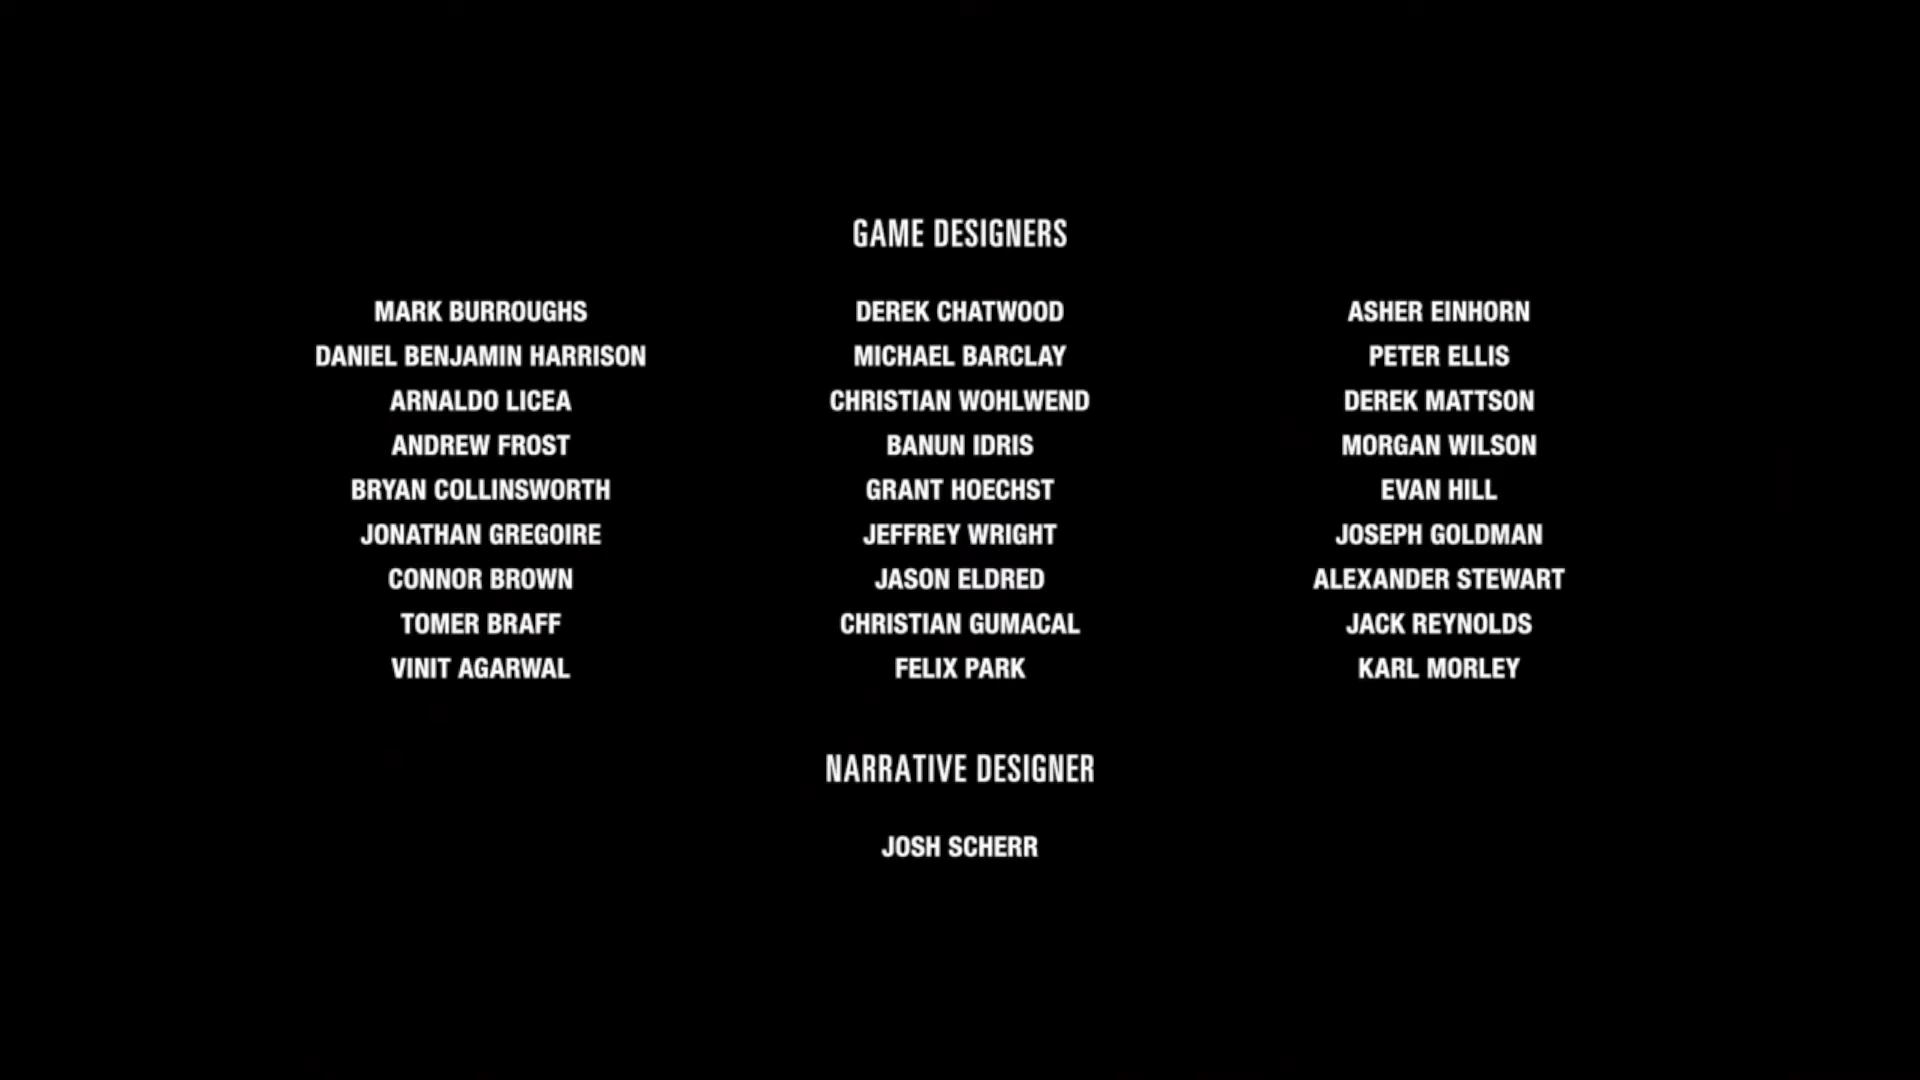 GAME DESIGNERS
MARK BURROUGHS
DANIEL BENJAMIN HARRISON
ARNALDO LICEA
ANDREW FROST
BRYAN COLLINSWORTH
JONATHAN GREGOIRE
CONNOR BROWN
TOMER BRAFF
VINIT AGARWAL
DEREK CHATWOOD
MICHAEL BARCLAY
CHRISTIAN WOHLWEND
BANUN IDRIS
GRANT HOECHST
JEFFREY WRIGHT
JASON ELDRED
CHRISTIAN GUMACAL
FELIX PARK
ASHER EINHORN
PETER ELLIS
DEREK MATTSON
MORGAN WILSON
EVAN HILL
JOSEPH GOLDMAN
ALEXANDER STEWART
JACK REYNOLDS
KARL MORLEY
NARRATIVE DESIGNER
JOSH SCHERR